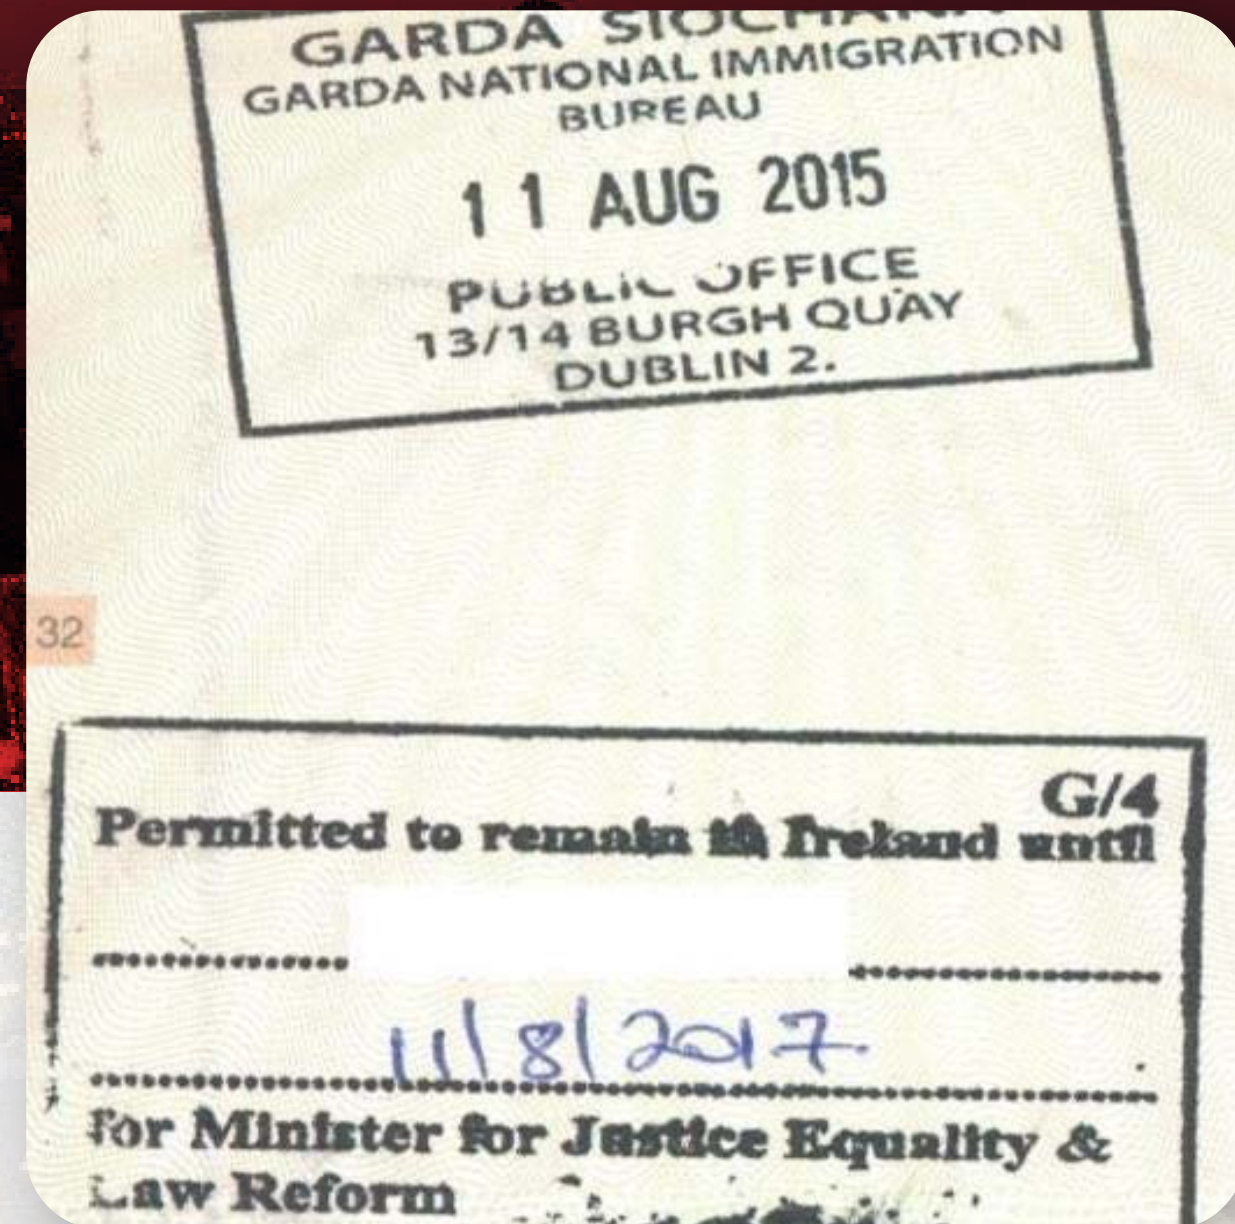 GARDA SIOCHANA
GARDA NATIONAL IMMIGRATION
BUREAU
11 AUG 2015
PUBLIC OFFICE
13/14 BURGH QUAY
DUBLIN 2.
32
G/4
Permitted to remain in Ireland until
11/8/2017
for Minister for Justice Equality &
Law Reform